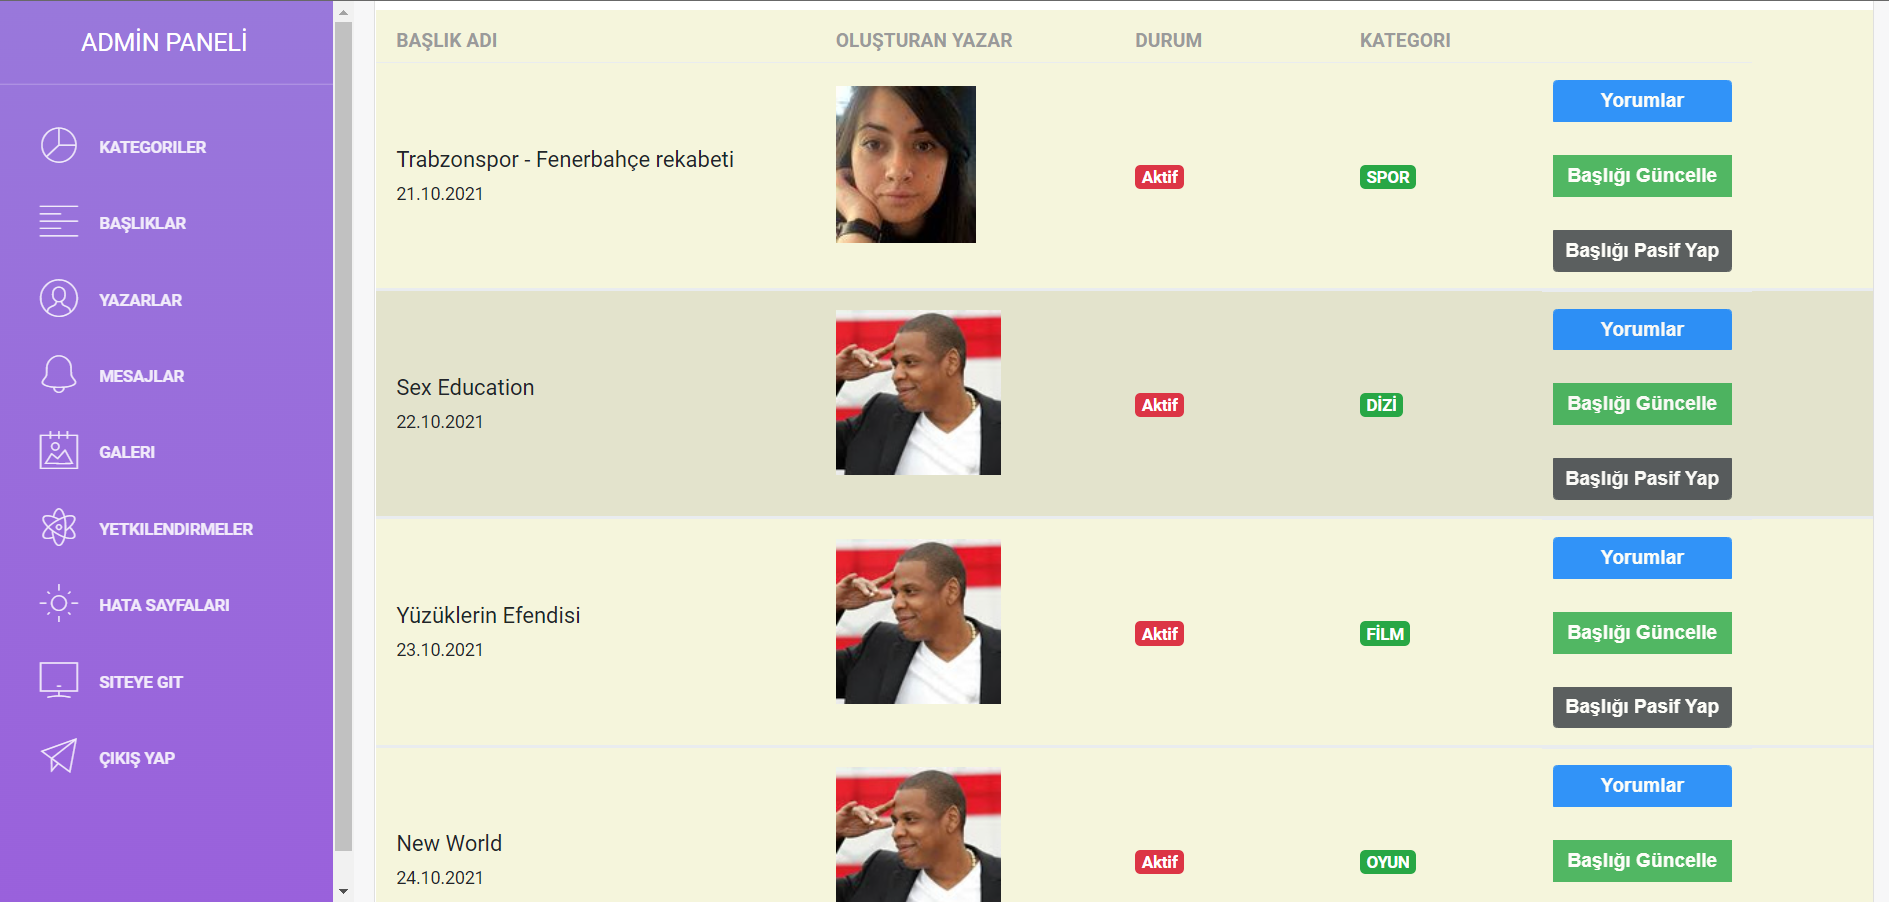 ADMİN PANELİ
KATEGORILER
BAŞLIKLAR
YAZARLAR
MESAJLAR
GALERI
YETKILENDIRMELER
HATA SAYFALARI
SITEYE GIT
ÇIKIŞ YAP
BAŞLIK ADI OLUŞTURAN YAZAR DURUM KATEGORI
Trabzonspor - Fenerbahçe rekabeti
21.10.2021
Aktif
SPOR
Yorumlar
Başlığı Güncelle
Başlığı Pasif Yap
Sex Education
22.10.2021
Aktif
DİZİ
Yorumlar
Başlığı Güncelle
Başlığı Pasif Yap
Yüzüklerin Efendisi
23.10.2021
Aktif
FİLM
Yorumlar
Başlığı Güncelle
Başlığı Pasif Yap
New World
24.10.2021
Aktif
OYUN
Yorumlar
Başlığı Güncelle